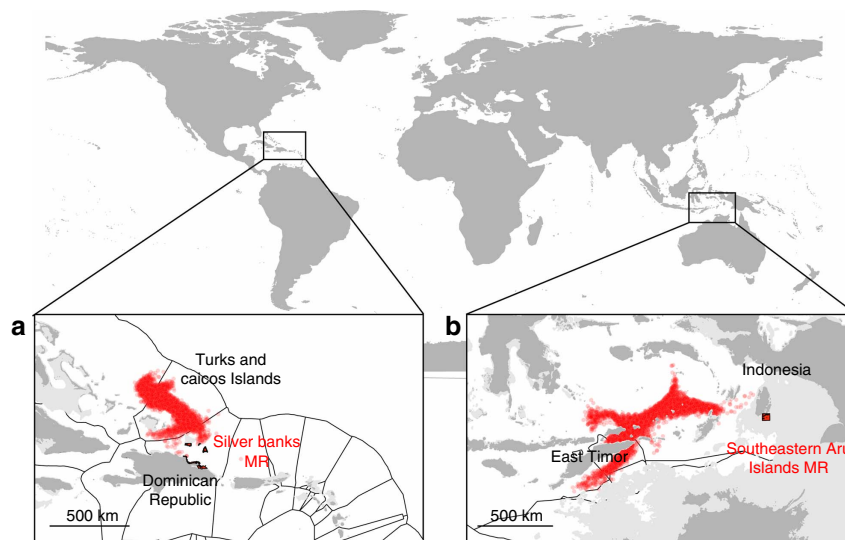 a
Turks and
caicos Islands
Silver banks
MR
Dominican
Republic
500 km
b
Indonesia
East Timor
Southeastern Aru
Islands MR
500 km